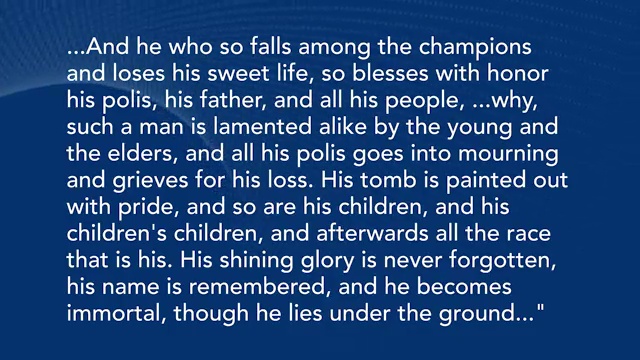 ...And he who so falls among the champions
and loses his sweet life, so blesses with honor
his polis, his father, and all his people, ...why,
such a man is lamented alike by the young and
the elders, and all his polis goes into mourning
and grieves for his loss. His tomb is painted out
with pride, and so are his children, and his
children's children, and afterwards all the race
that is his. His shining glory is never forgotten,
his name is remembered, and he becomes
immortal, though he lies under the ground..."